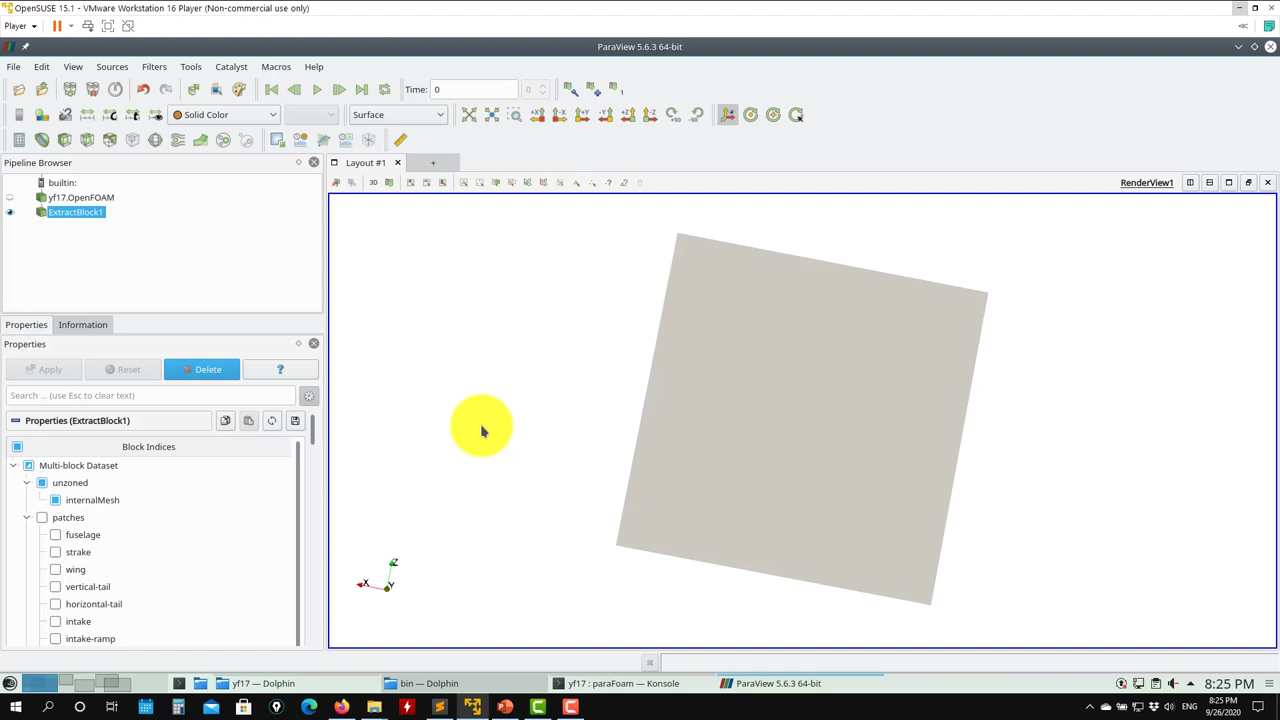 OpenSUSE 15.1 - VMware Workstation 16 Player (Non-commercial use only)
Player
ParaView 5.6.3 64-bit
File Edit View Sources Filters Tools Catalyst Macros Help
Time: 0 0
Solid Color Surface
+X -X +Y -Y +Z -Z +90 -90
Pipeline Browser
Layout #1 +
builtin:
3D
RenderView1
yf17.OpenFOAM
ExtractBlock1
Properties Information
Properties
Apply Reset Delete ?
Search ... (use Esc to clear text)
Properties (ExtractBlock1)
Block Indices
Multi-block Dataset
unzoned
internalMesh
patches
fuselage
strake
wing
vertical-tail
horizontal-tail
intake
intake-ramp
Z
X
Y
yf17 — Dolphin bin — Dolphin yf17 : paraFoam — Konsole ParaView 5.6.3 64-bit 8:25 PM
ENG 8:25 PM
9/26/2020